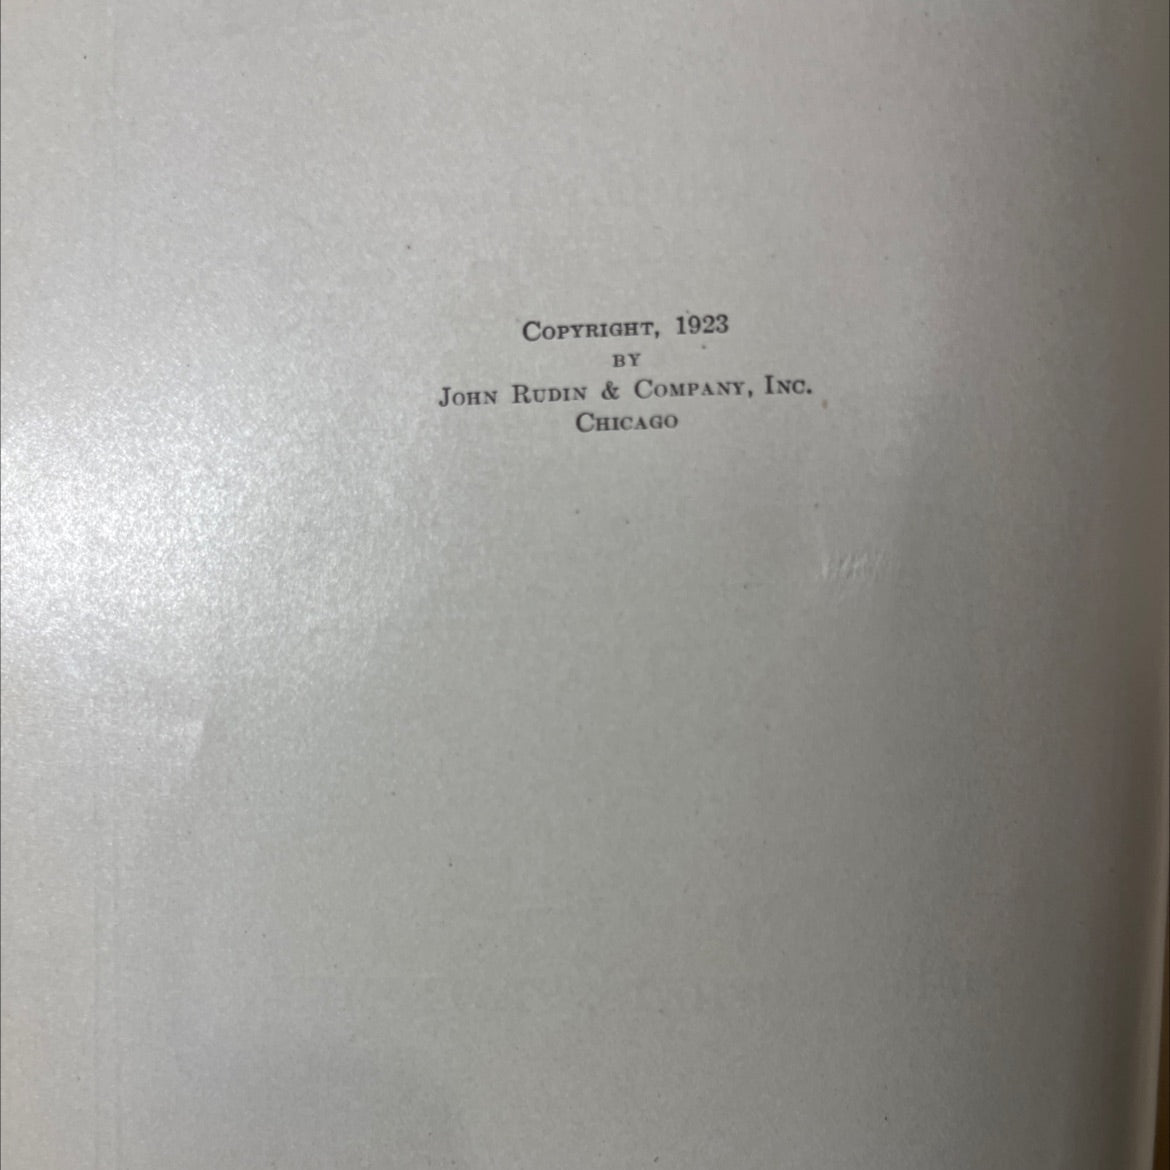 Copyright, 1923
by
John Rudin & Company, Inc.
Chicago